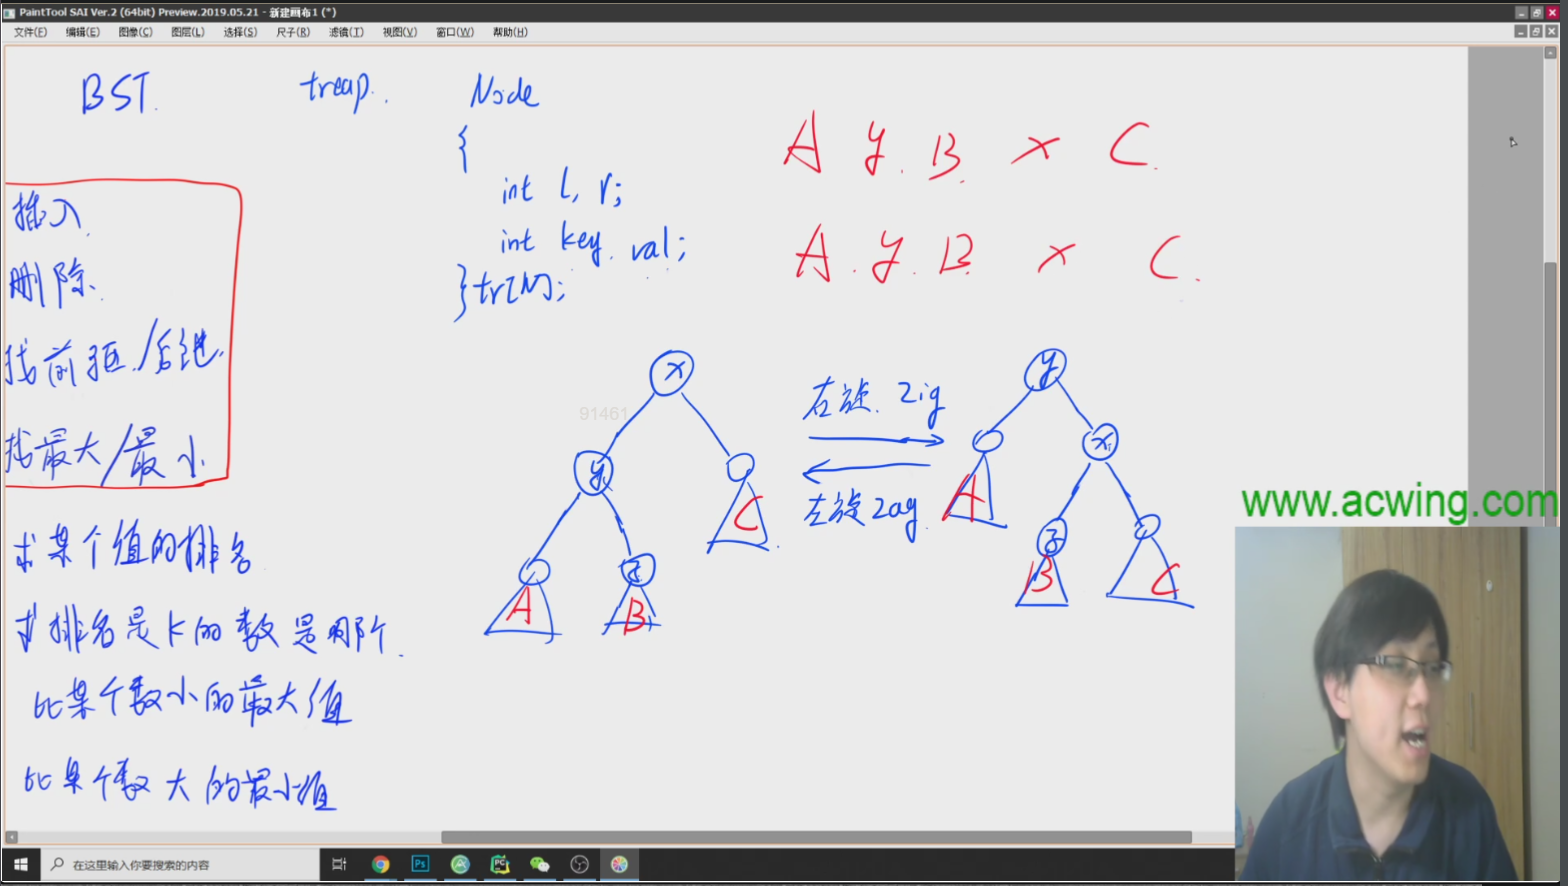 PaintTool SAI Ver.2 (64bit) Preview.2019.05.21 - 新建画布1 (*)
文件(F) 编辑(E) 图像(C) 图层(L) 选择(S) 尺子(R) 滤镜(T) 视图(V) 窗口(W) 帮助(H)
BST.
treap.
Node
{
int l, r;
int key, val;
}tr[N];
A y B x C
A y B x C
插入
删除
找前驱/后继
找最大/最小
求某个值的排名
求排名是k的数是哪个
比某个数小的最大值
比某个数大的最小值
x
y
z
A
B
C
91461
右旋. zig
左旋 zag
y
x
z
A
B
C
www.acwing.com
在这里输入你要搜索的内容
Ps
PC